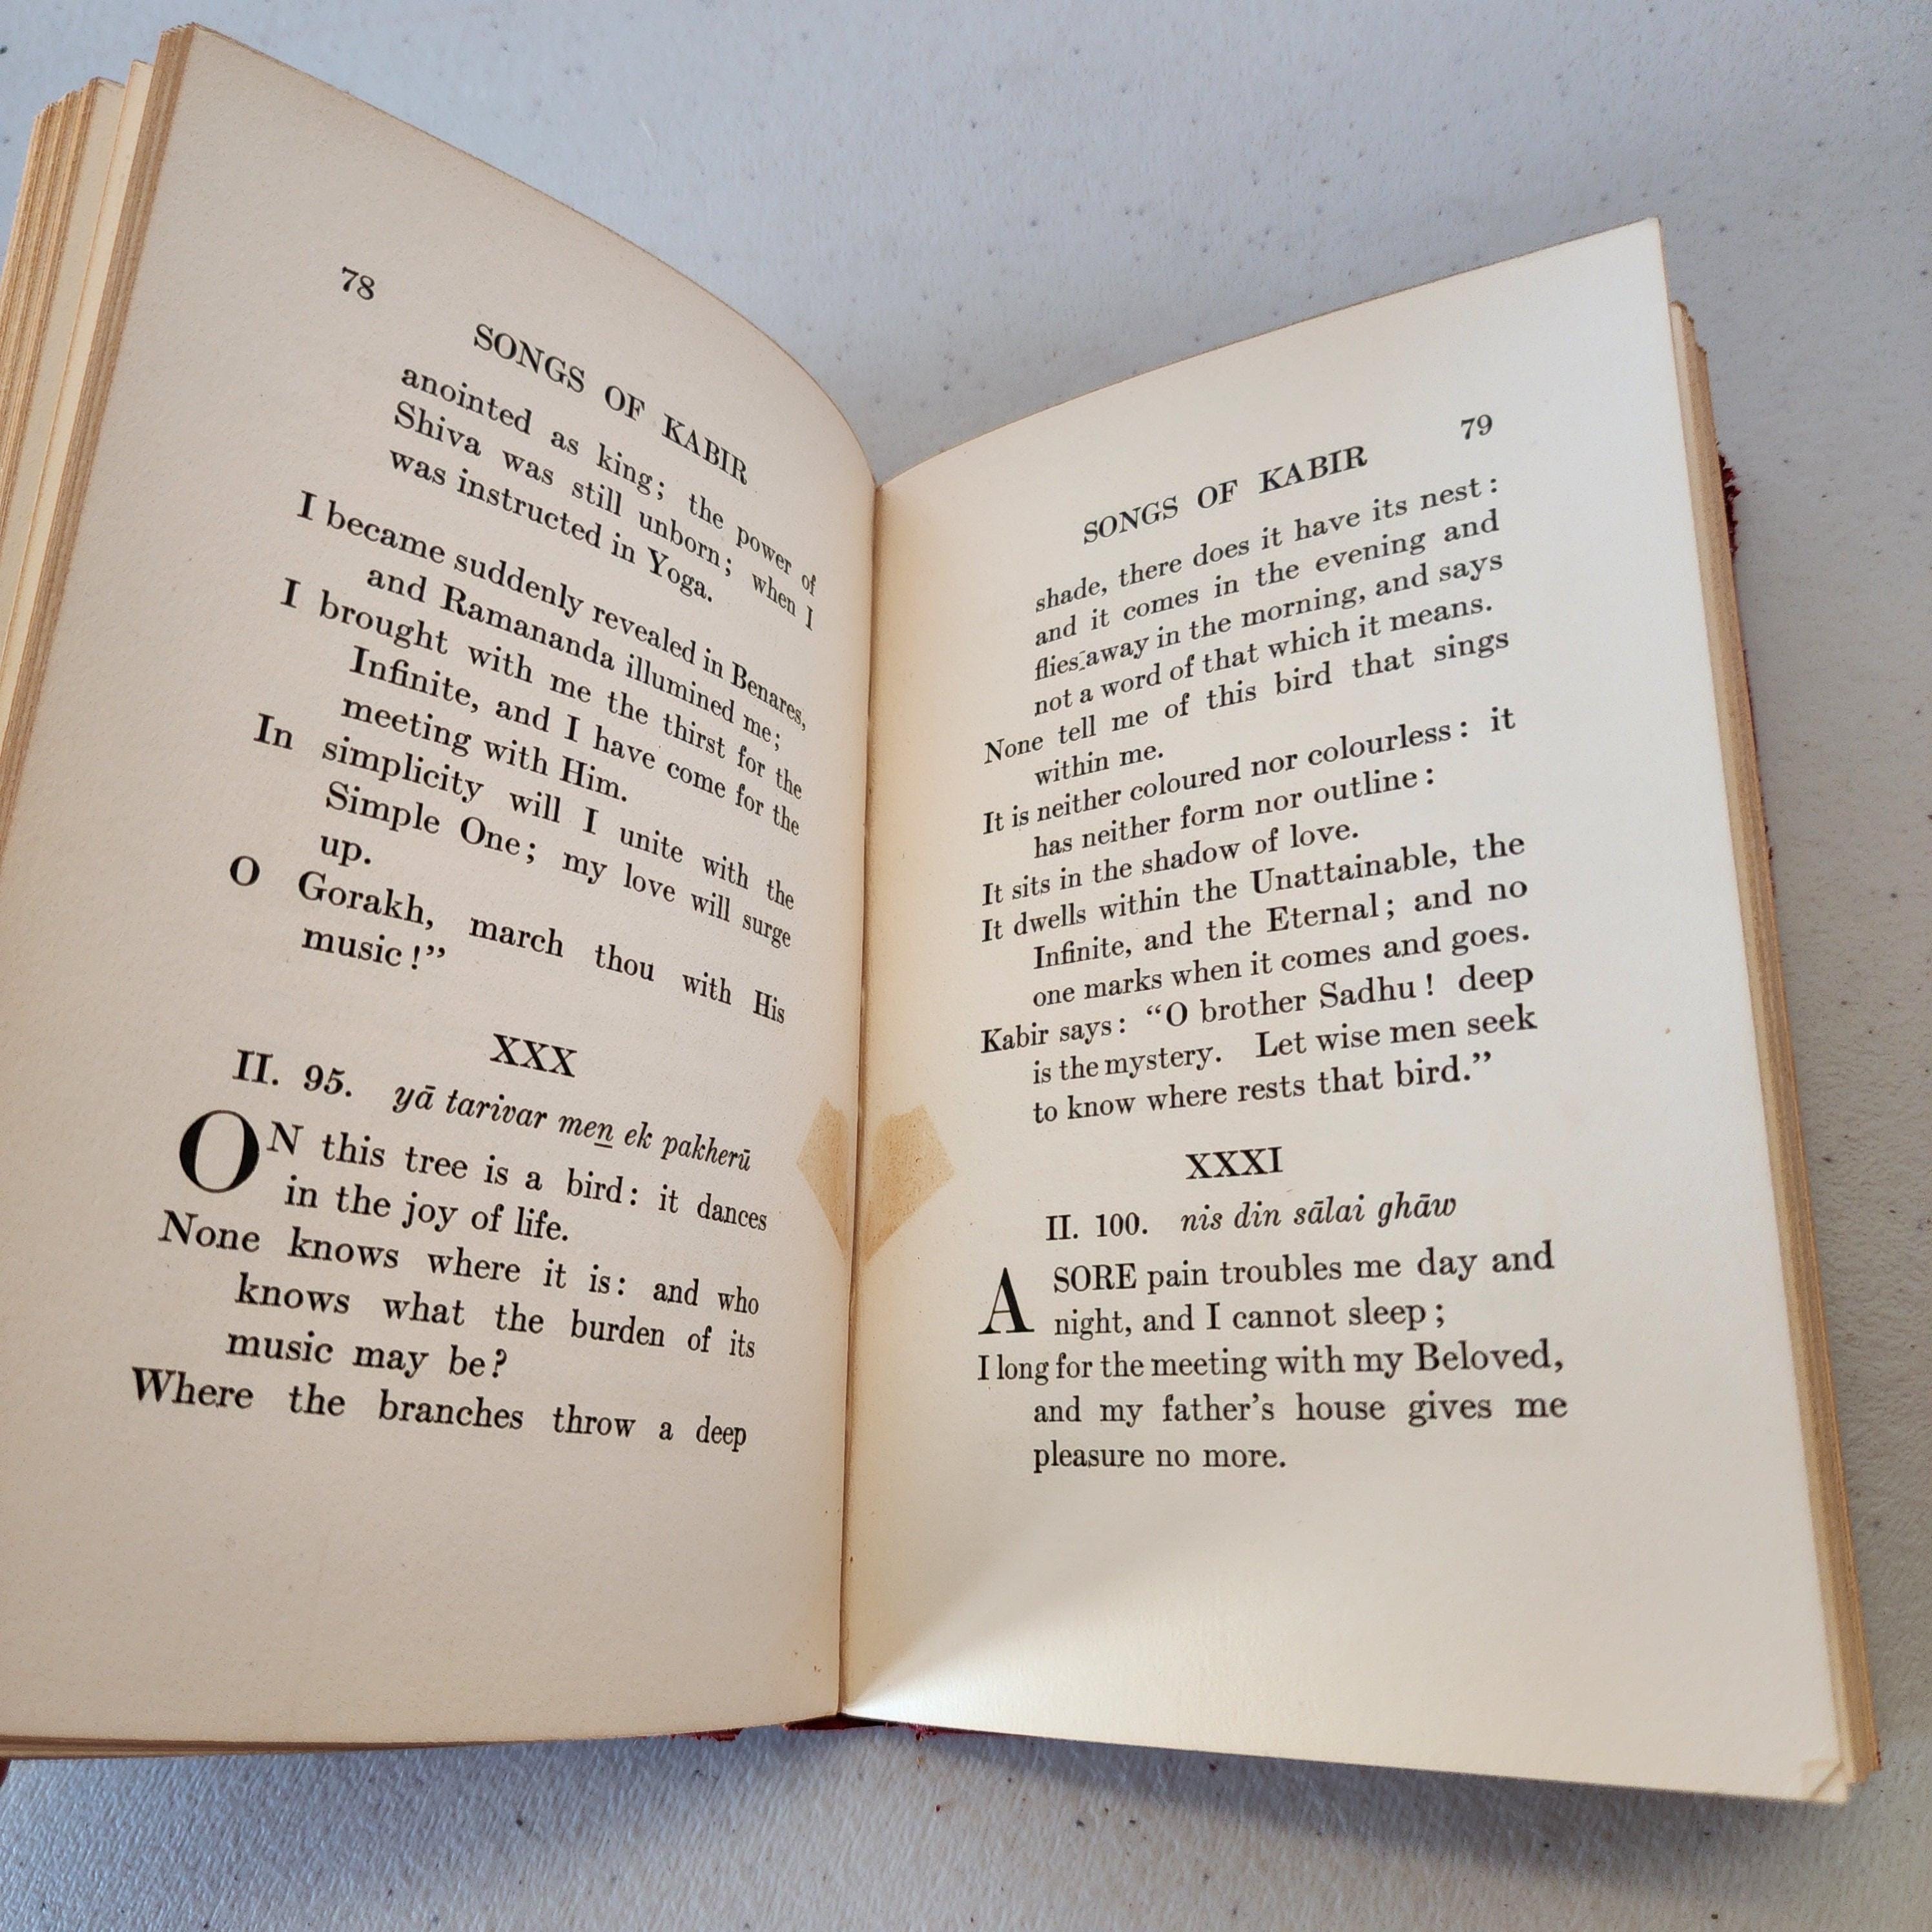 78
SONGS OF KABIR
anointed as king; the power of
Shiva was still unborn; when I
was instructed in Yoga.
I became suddenly revealed in Benares,
and Ramananda illumined me;
I brought with me the thirst for the
Infinite, and I have come for the
meeting with Him.
In simplicity will I unite with the
Simple One; my love will surge
up.
O Gorakh, march thou with His
music!”
XXX
II. 95. yā tarivar meṉ ek pakherū
ON this tree is a bird: it dances
in the joy of life.
None knows where it is: and who
knows what the burden of its
music may be?
Where the branches throw a deep
SONGS OF KABIR 79
shade, there does it have its nest:
and it comes in the evening and
flies away in the morning, and says
not a word of that which it means.
None tell me of this bird that sings
within me.
It is neither coloured nor colourless: it
has neither form nor outline:
It sits in the shadow of love.
It dwells within the Unattainable, the
Infinite, and the Eternal; and no
one marks when it comes and goes.
Kabir says: “O brother Sadhu! deep
is the mystery. Let wise men seek
to know where rests that bird.”
XXXI
II. 100. nis din sālai ghāw
A SORE pain troubles me day and
night, and I cannot sleep;
I long for the meeting with my Beloved,
and my father’s house gives me
pleasure no more.